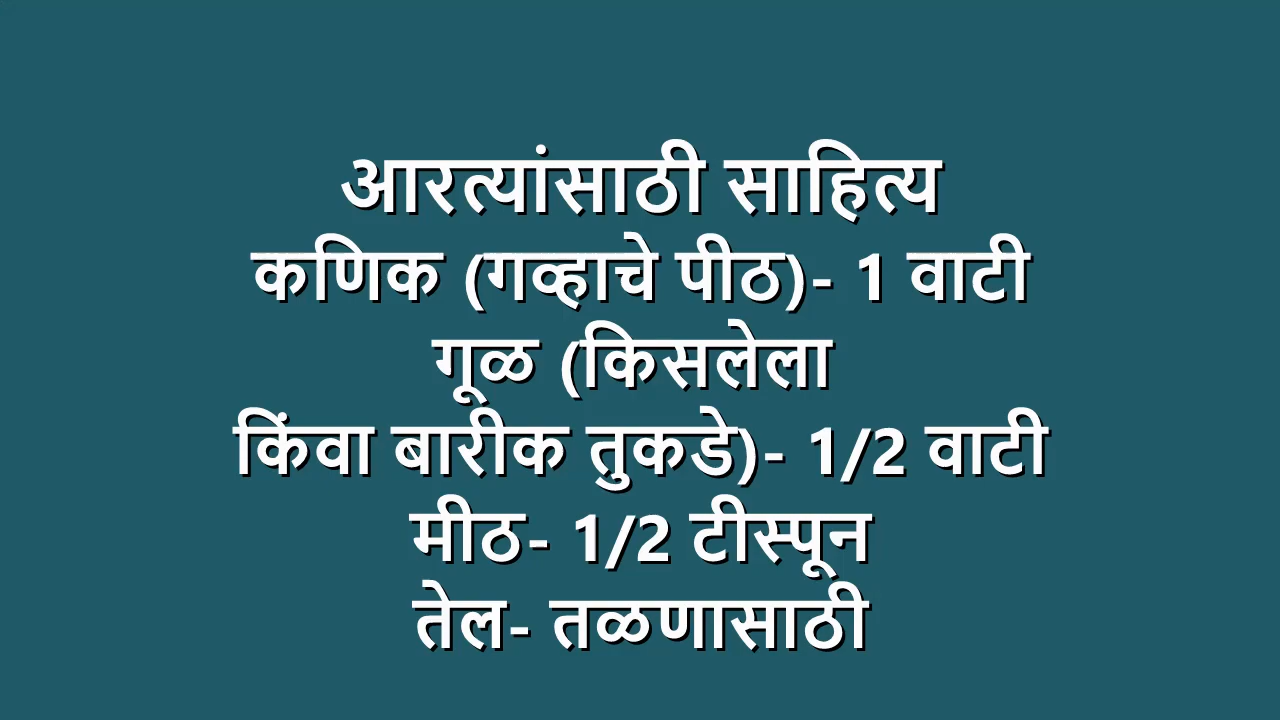 आरत्यांसाठी साहित्य
कणिक (गव्हाचे पीठ)- 1 वाटी
गूळ (किसलेला
किंवा बारीक तुकडे)- 1/2 वाटी
मीठ- 1/2 टीस्पून
तेल- तळणासाठी